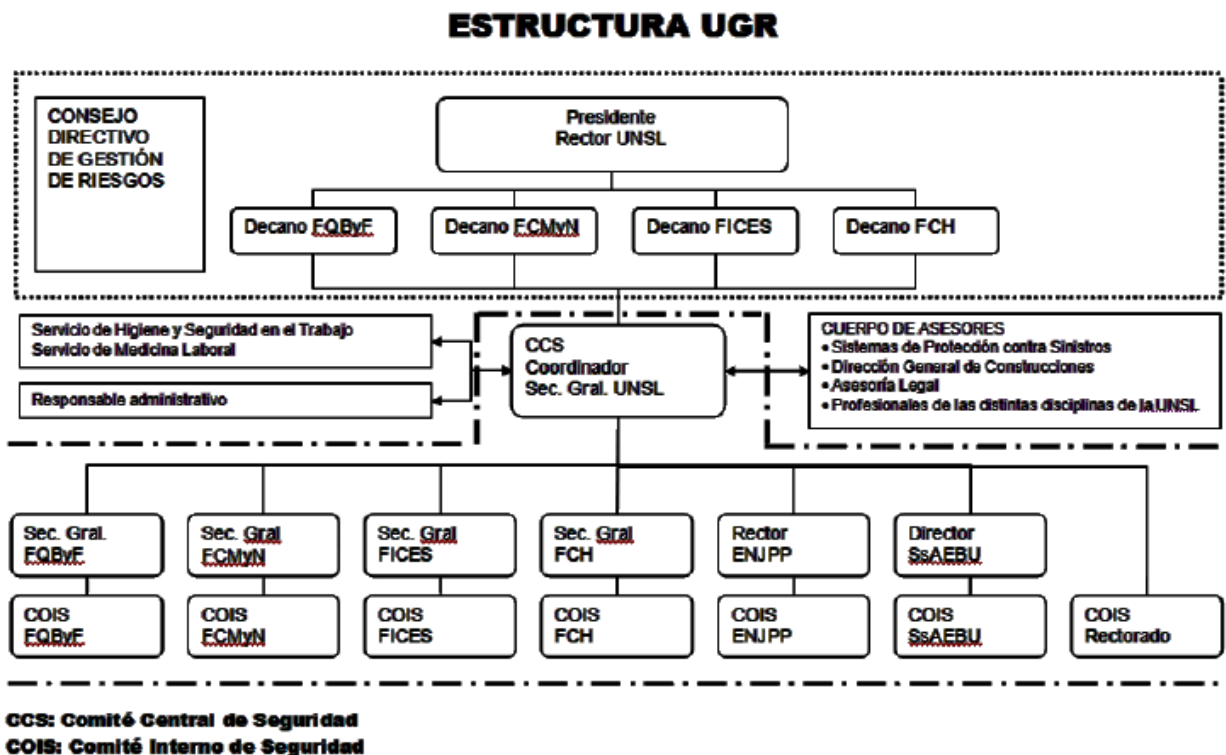 ESTRUCTURA UGR
CONSEJO
DIRECTIVO
DE GESTIÓN
DE RIESGOS
Presidente
Rector UNSL
Decano FQByF
Decano FCMyN
Decano FICES
Decano FCH
Servicio de Higiene y Seguridad en el Trabajo
Servicio de Medicina Laboral
Responsable administrativo
CCS
Coordinador
Sec. Gral. UNSL
CUERPO DE ASESORES
• Sistemas de Protección contra Sinistros
• Dirección General de Construcciones
• Asesoría Legal
• Profesionales de las distintas disciplinas de la UNSL
Sec. Gral.
FQByF
Sec. Gral
FCMyN
Sec. Gral
FICES
Sec. Gral
FCH
Rector
ENJPP
Director
SsAEBU
COIS
FQByF
COIS
FCMyN
COIS
FICES
COIS
FCH
COIS
ENJPP
COIS
SsAEBU
COIS
Rectorado
CCS: Comité Central de Seguridad
COIS: Comité Interno de Seguridad